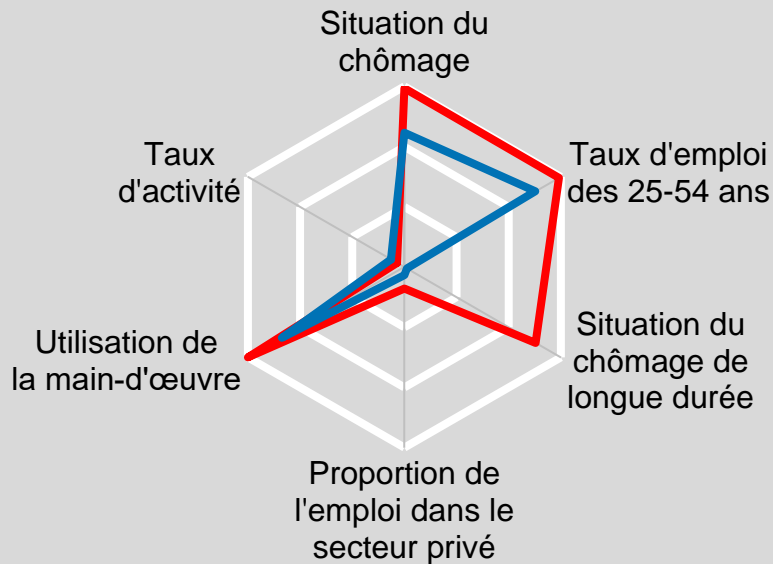 Situation du
chômage
Taux d'emploi
des 25-54 ans
Situation du
chômage de
longue durée
Proportion de
l'emploi dans le
secteur privé
Utilisation de
la main-d'œuvre
Taux
d'activité